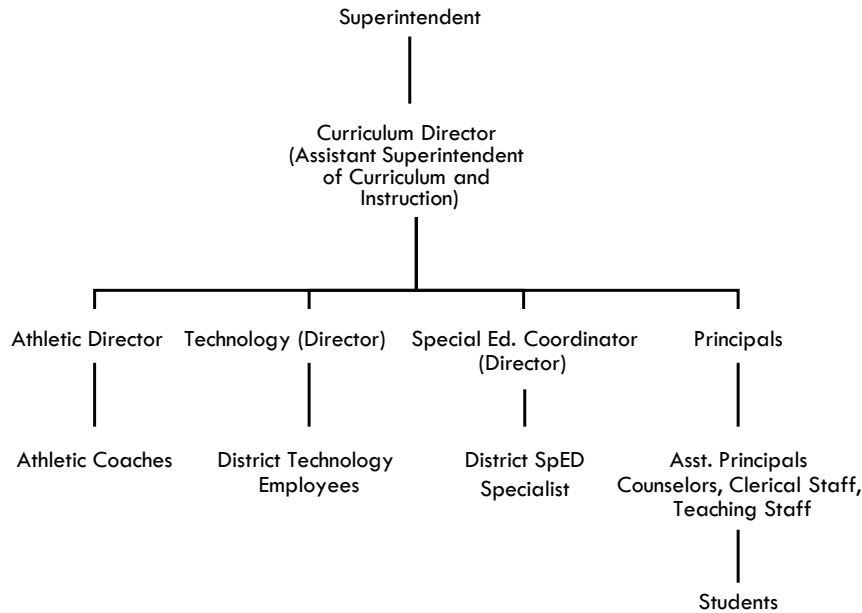 Superintendent
Curriculum Director
(Assistant Superintendent
of Curriculum and
Instruction)
Athletic Director
Technology (Director)
Special Ed. Coordinator
(Director)
Principals
Athletic Coaches
District Technology
Employees
District SpED
Specialist
Asst. Principals
Counselors, Clerical Staff,
Teaching Staff
Students